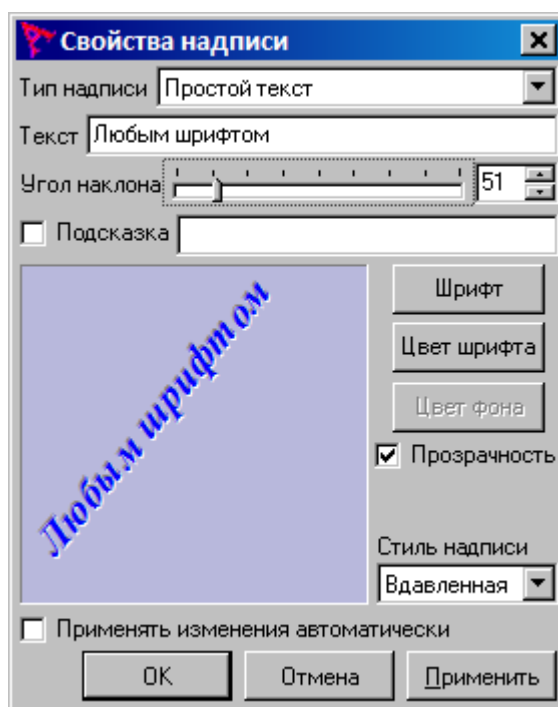 Свойства надписи
Тип надписи Простой текст
Текст Любым шрифтом
Угол наклона 51
Подсказка
Шрифт
Цвет шрифта
Цвет фона
Прозрачность
Любым шрифтом
Стиль надписи
Вдавленная
Применять изменения автоматически
OK Отмена Применить